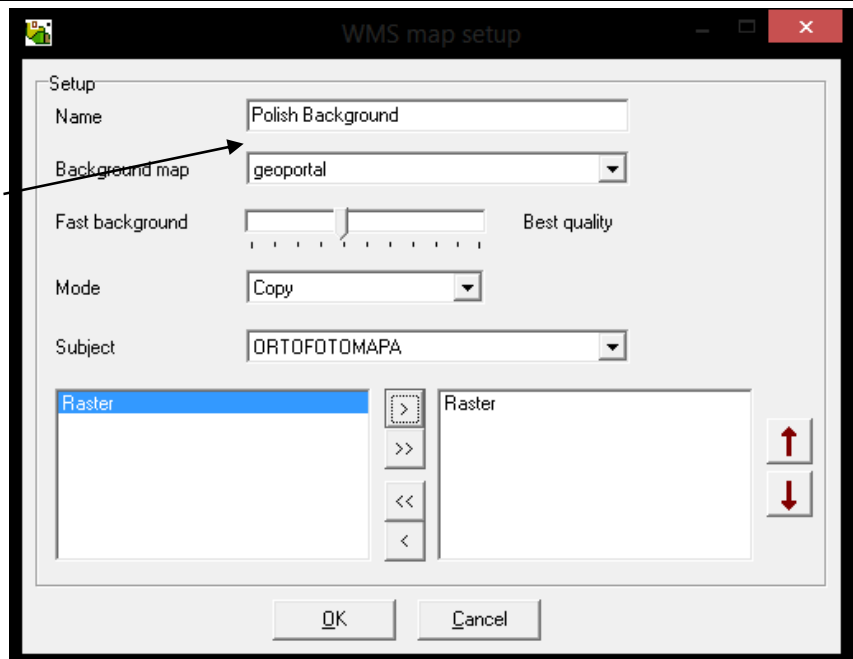 WMS map setup
Setup
Name Polish Background
Background map geoportal
Fast background Best quality
Mode Copy
Subject ORTOFOTOMAPA
Raster > Raster
>>
<<
<
OK Cancel